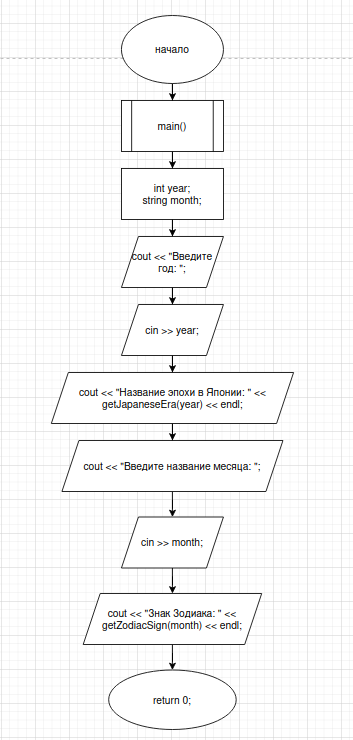 начало
main()
int year;
string month;
cout << "Введите
год: ";
cin >> year;
cout << "Название эпохи в Японии: " <<
getJapaneseEra(year) << endl;
cout << "Введите название месяца: ";
cin >> month;
cout << "Знак Зодиака: " <<
getZodiacSign(month) << endl;
return 0;